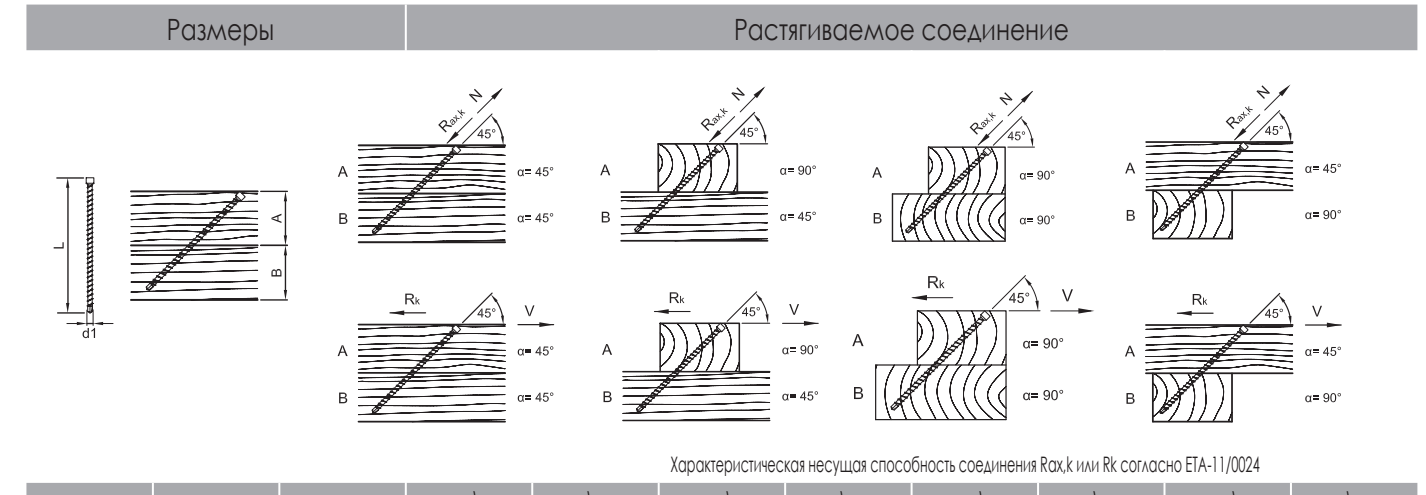 Размеры Растягиваемое соединение
Rax,k N 45° Rax,k N 45° Rax,k N 45° Rax,k N 45°
A α= 45° A α= 90° A α= 90° A α= 45°
B α= 45° B α= 45° B α= 90° B α= 90°
L A B
d1
Rk 45° V Rk 45° V Rk 45° V Rk 45° V
A α= 45° A α= 90° A α= 90° A α= 45°
B α= 45° B α= 45° B α= 90° B α= 90°
Характеристическая несущая способность соединения Rax,k или Rk согласно ETA-11/0024